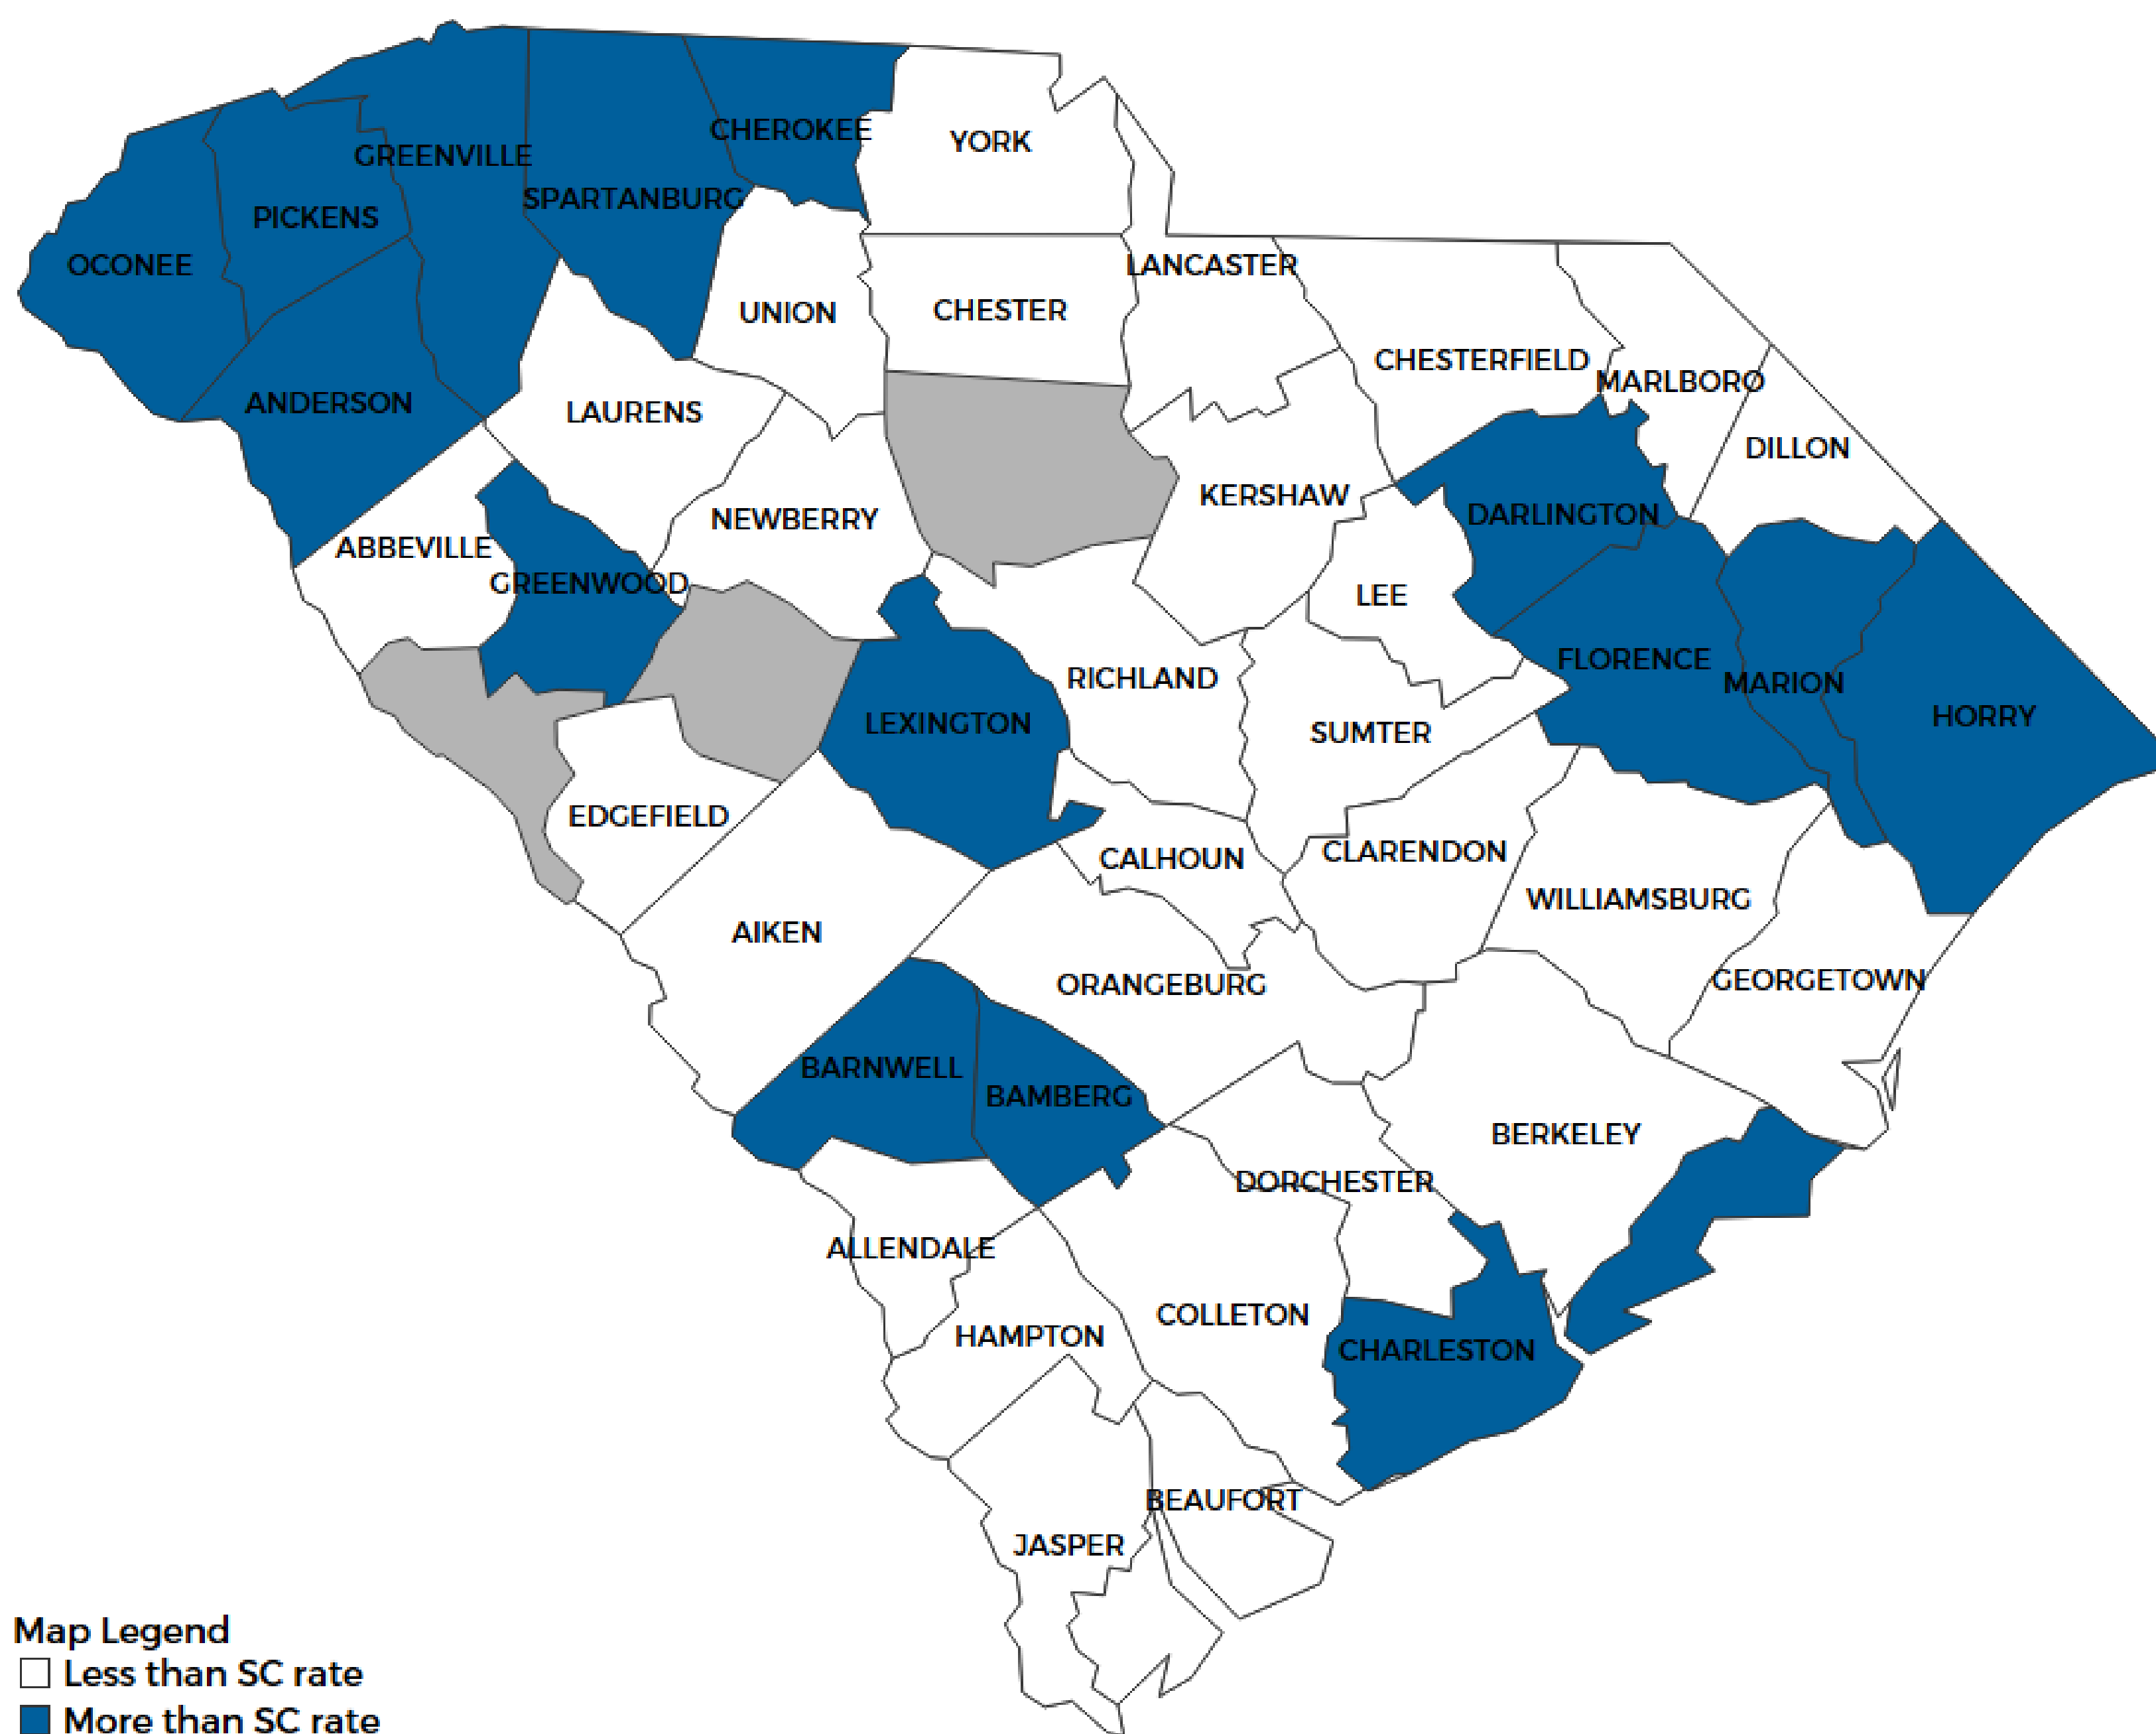 CHEROKEE
YORK
GREENVILLE
SPARTANBURG
PICKENS
OCONEE
LANCASTER
UNION
CHESTER
CHESTERFIELD
MARLBORO
ANDERSON
LAURENS
DILLON
KERSHAW
DARLINGTON
NEWBERRY
ABBEVILLE
GREENWOOD
LEE
FLORENCE
RICHLAND
MARION
HORRY
LEXINGTON
SUMTER
EDGEFIELD
CLARENDON
CALHOUN
WILLIAMSBURG
AIKEN
GEORGETOWN
ORANGEBURG
BARNWELL
BAMBERG
BERKELEY
DORCHESTER
ALLENDALE
COLLETON
HAMPTON
CHARLESTON
BEAUFORT
JASPER
Map Legend
Less than SC rate
More than SC rate